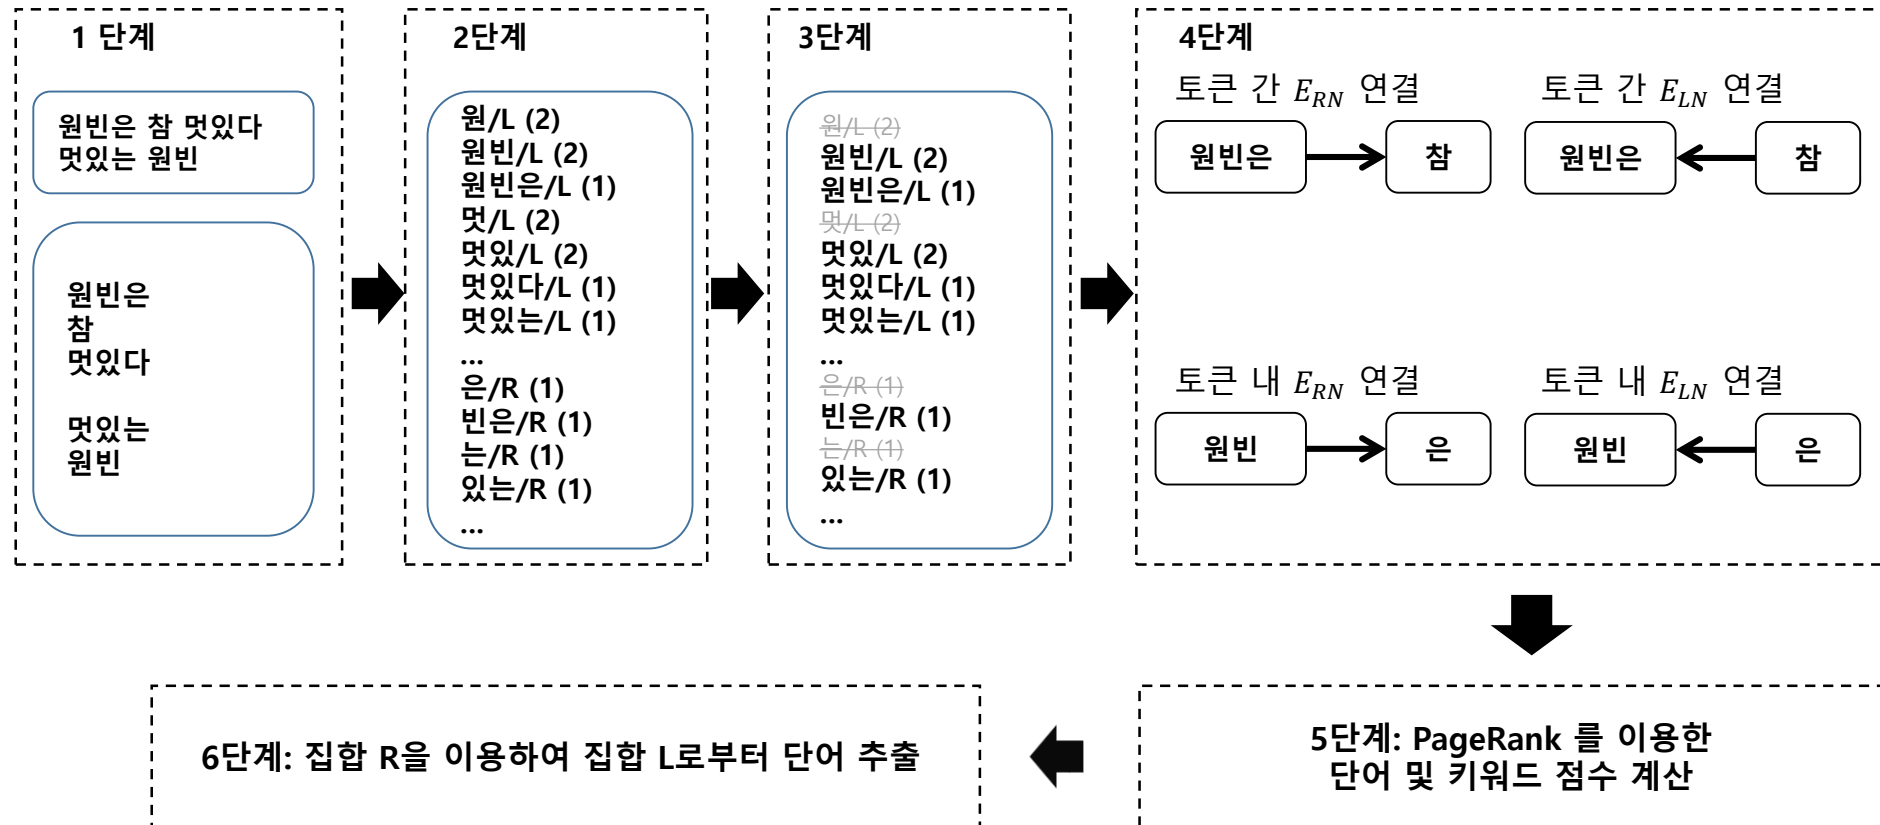 1 단계
원빈은 참 멋있다
멋있는 원빈
원빈은
참
멋있다
멋있는
원빈
2단계
원/L (2)
원빈/L (2)
원빈은/L (1)
멋/L (2)
멋있/L (2)
멋있다/L (1)
멋있는/L (1)
...
은/R (1)
빈은/R (1)
는/R (1)
있는/R (1)
...
3단계
원/L (2)
원빈/L (2)
원빈은/L (1)
멋/L (2)
멋있/L (2)
멋있다/L (1)
멋있는/L (1)
...
은/R (1)
빈은/R (1)
는/R (1)
있는/R (1)
...
4단계
토큰 간 E_RN 연결
원빈은 참
토큰 간 E_LN 연결
원빈은 참
토큰 내 E_RN 연결
원빈 은
토큰 내 E_LN 연결
원빈 은
5단계: PageRank 를 이용한
단어 및 키워드 점수 계산
6단계: 집합 R을 이용하여 집합 L로부터 단어 추출